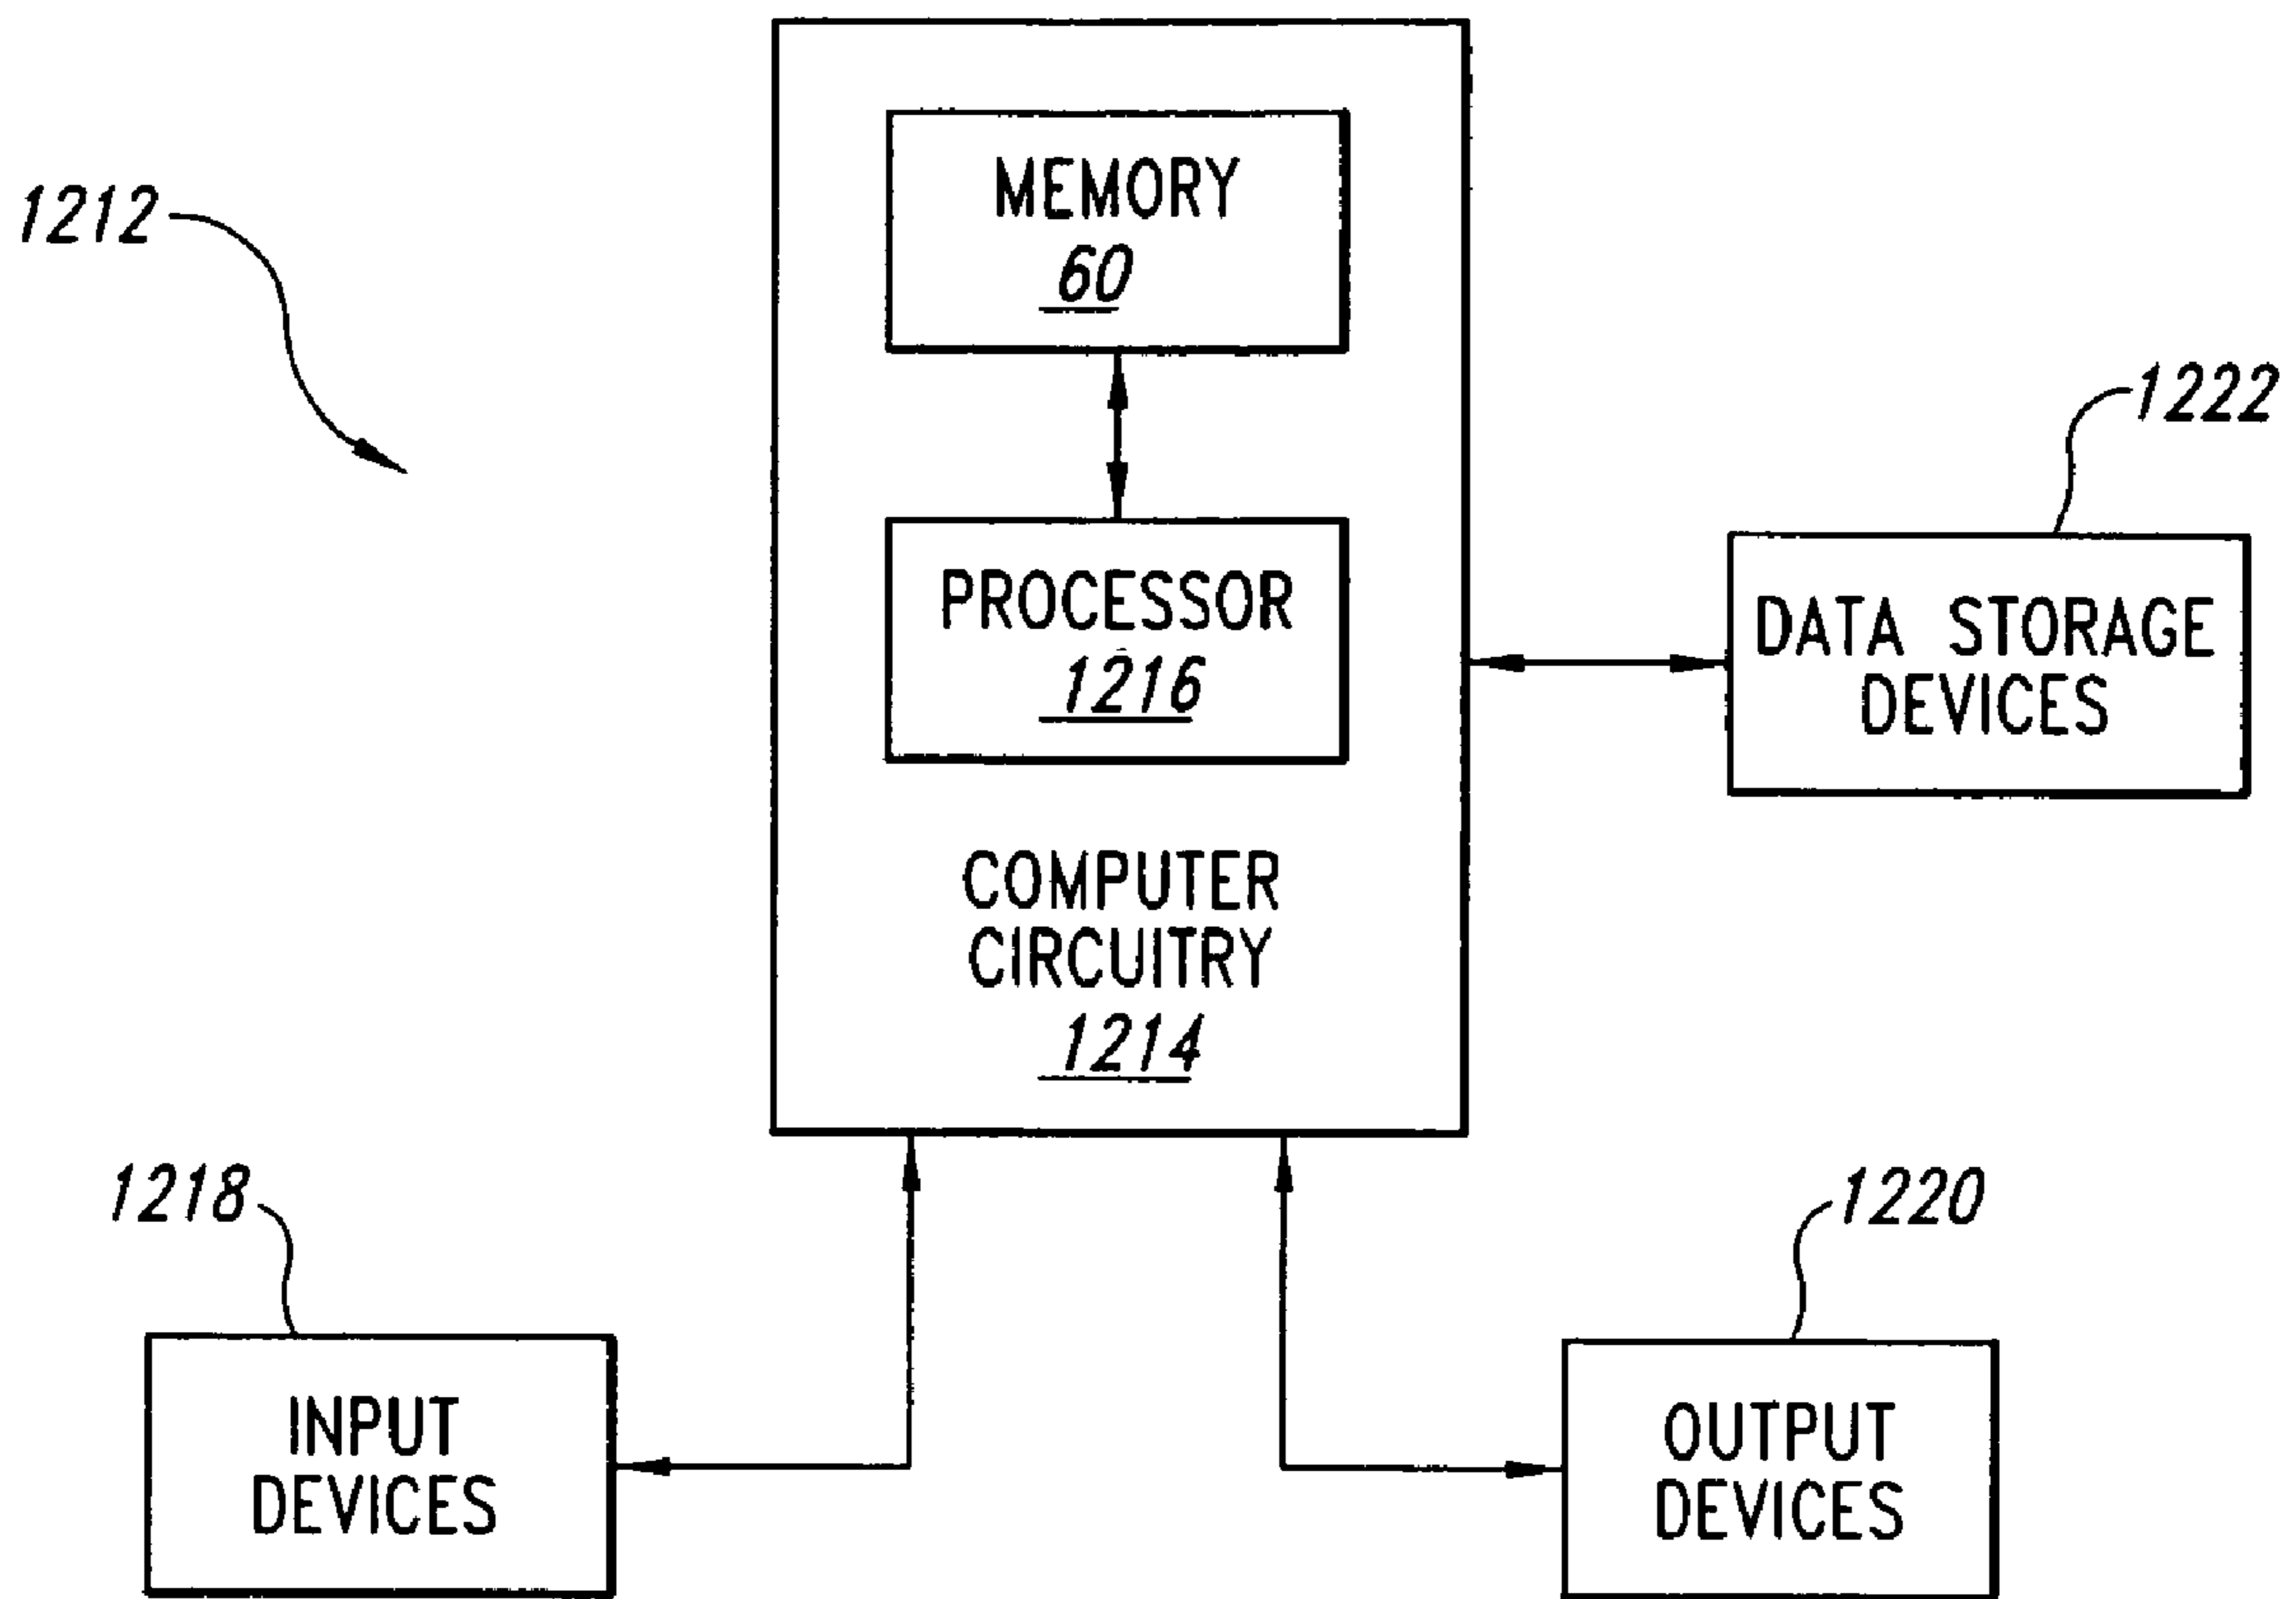 1212
MEMORY
60
1222
PROCESSOR
1216
DATA STORAGE
DEVICES
COMPUTER
CIRCUITRY
1214
1218
1220
INPUT
DEVICES
OUTPUT
DEVICES